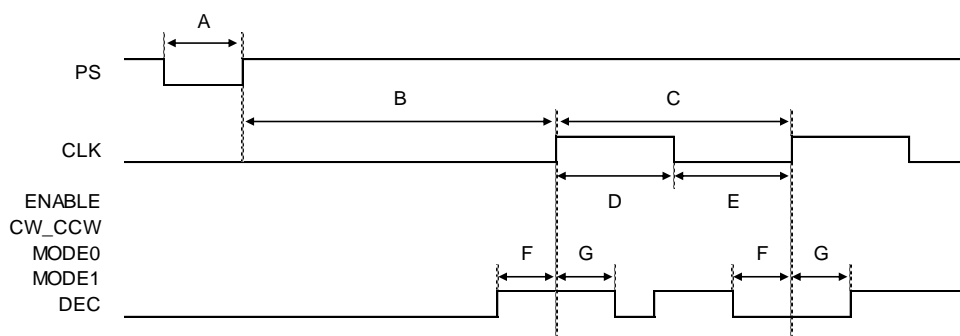 A
PS
B C
CLK
D E
ENABLE
CW_CCW
MODE0
F G F G
MODE1
DEC